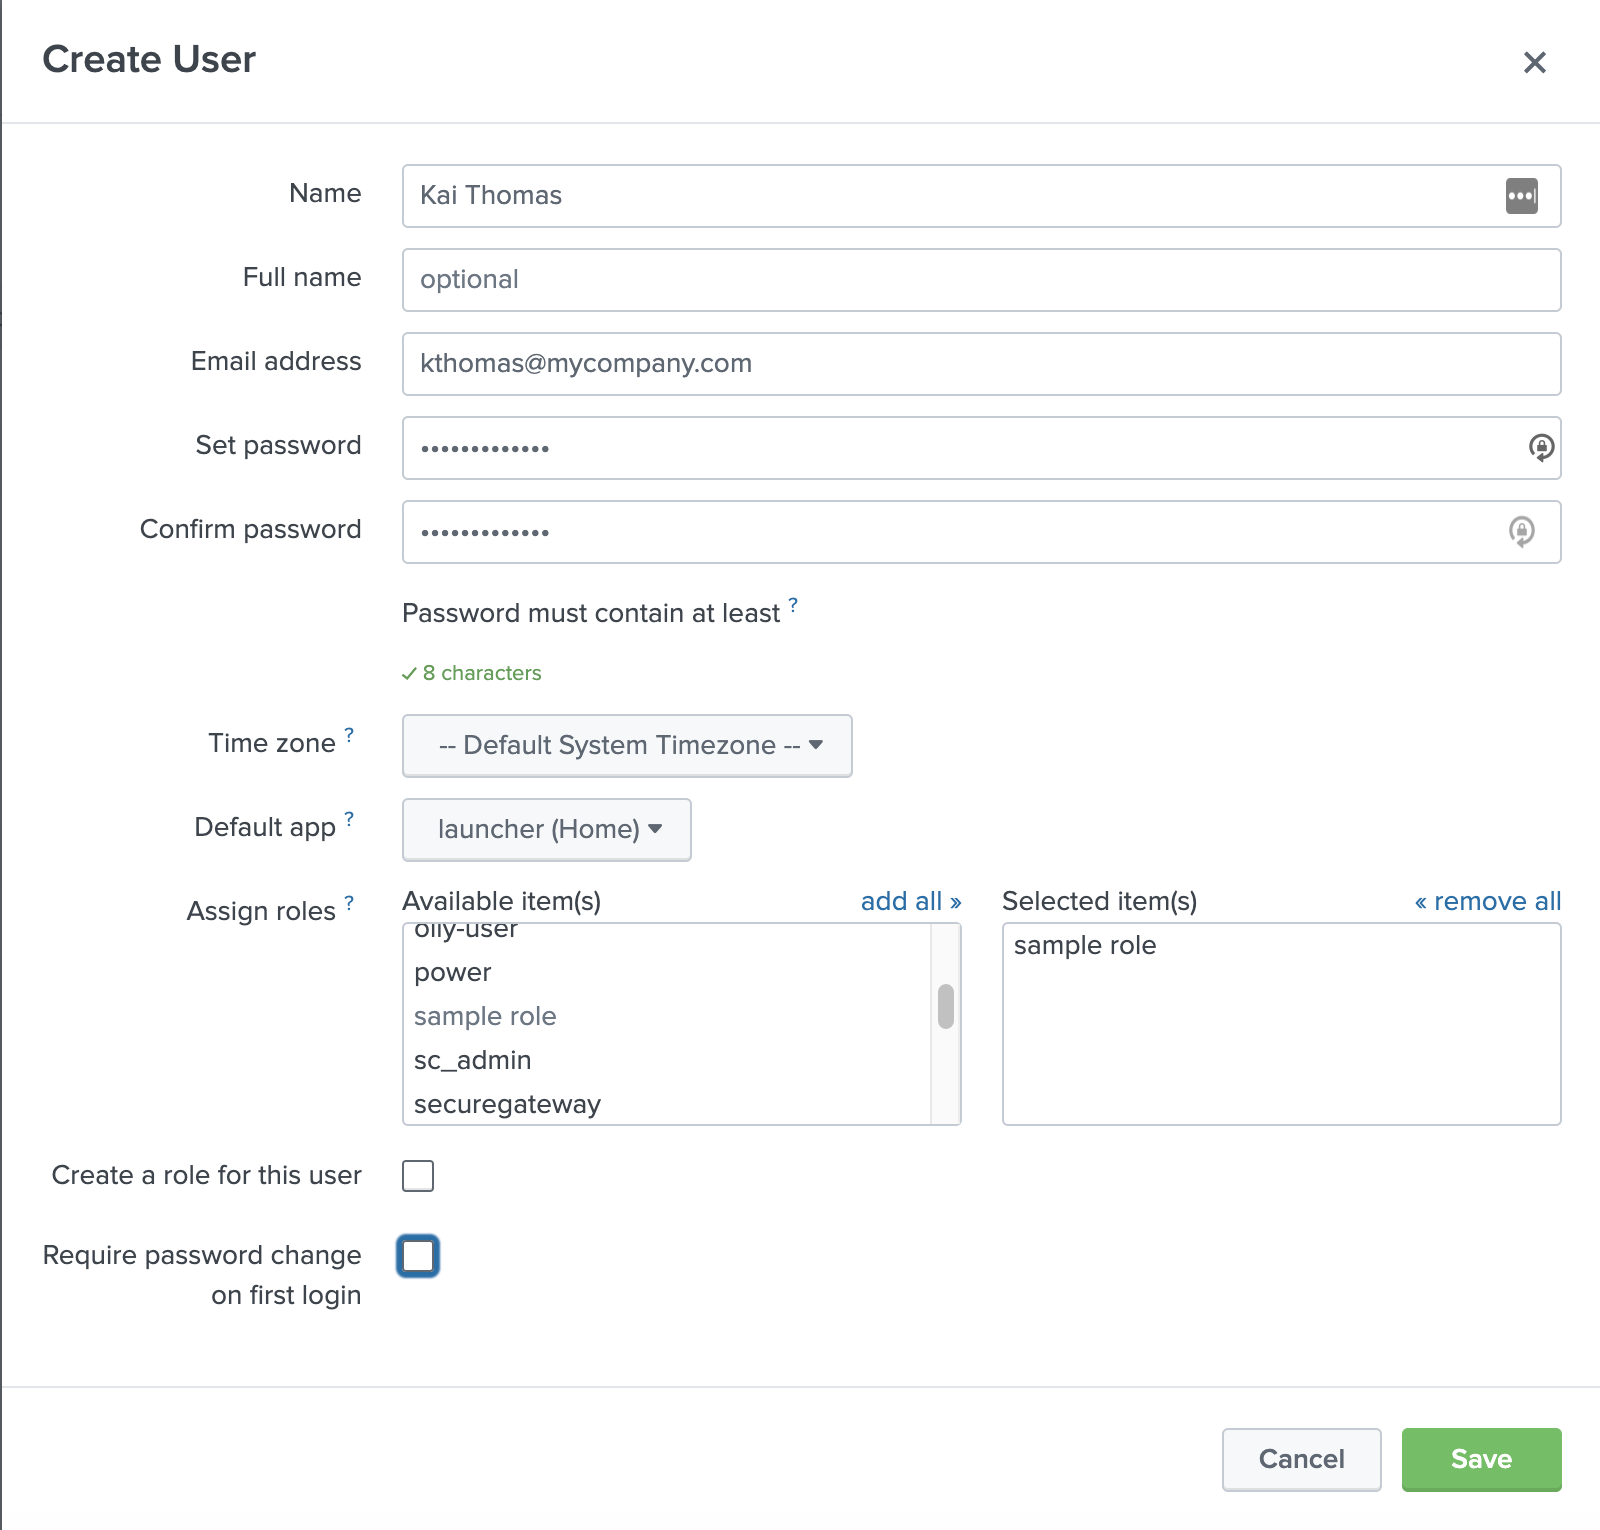 Create User
Name
Kai Thomas
Full name
optional
Email address
kthomas@mycompany.com
Set password
•••••••••••••
Confirm password
•••••••••••••
Password must contain at least ?
✓ 8 characters
Time zone ?
-- Default System Timezone --
Default app ?
launcher (Home)
Assign roles ?
Available item(s)
add all »
olly-user
power
sample role
sc_admin
securegateway
Selected item(s)
« remove all
sample role
Create a role for this user
Require password change
on first login
Cancel
Save